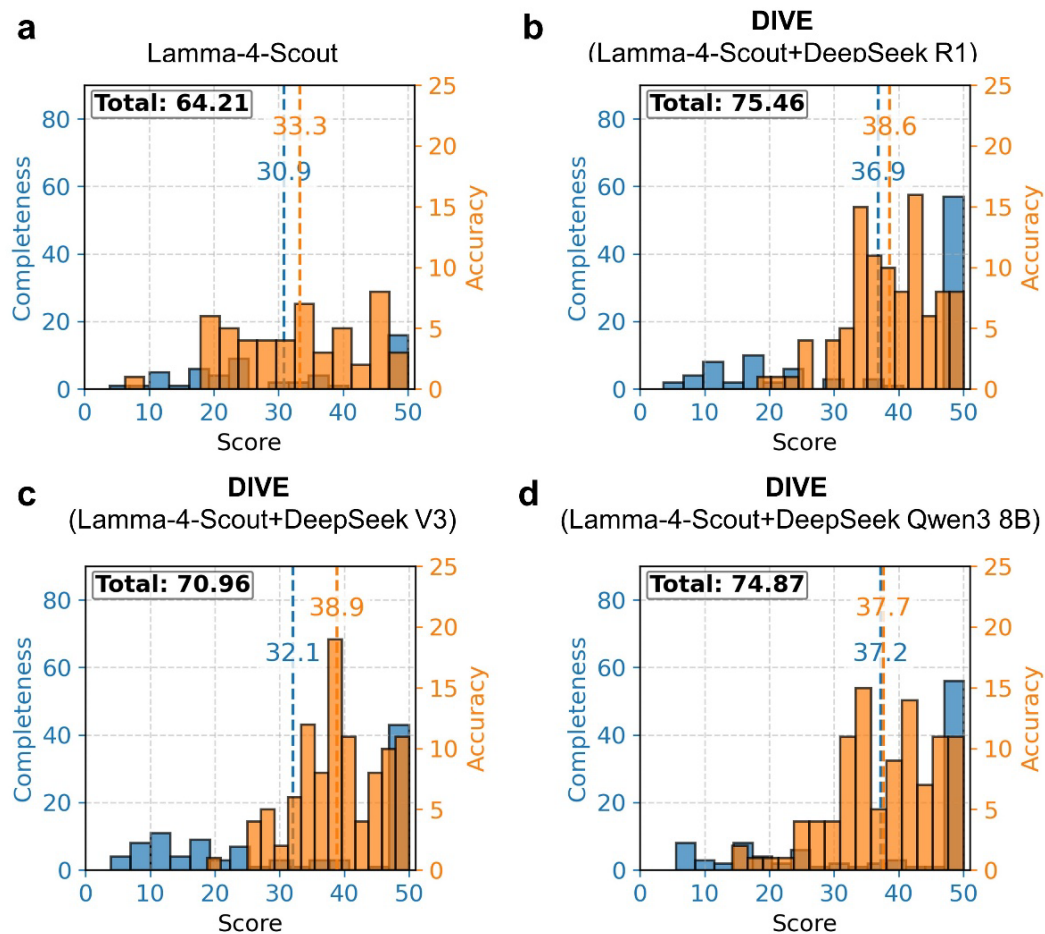 a
Lamma-4-Scout
Total: 64.21
33.3
30.9
Completeness
Accuracy
80
60
40
20
0
25
20
15
10
5
0
0 10 20 30 40 50
Score
b
DIVE
(Lamma-4-Scout+DeepSeek R1)
Total: 75.46
38.6
36.9
Completeness
Accuracy
80
60
40
20
0
25
20
15
10
5
0
0 10 20 30 40 50
Score
c
DIVE
(Lamma-4-Scout+DeepSeek V3)
Total: 70.96
38.9
32.1
Completeness
Accuracy
80
60
40
20
0
25
20
15
10
5
0
0 10 20 30 40 50
Score
d
DIVE
(Lamma-4-Scout+DeepSeek Qwen3 8B)
Total: 74.87
37.7
37.2
Completeness
Accuracy
80
60
40
20
0
25
20
15
10
5
0
0 10 20 30 40 50
Score